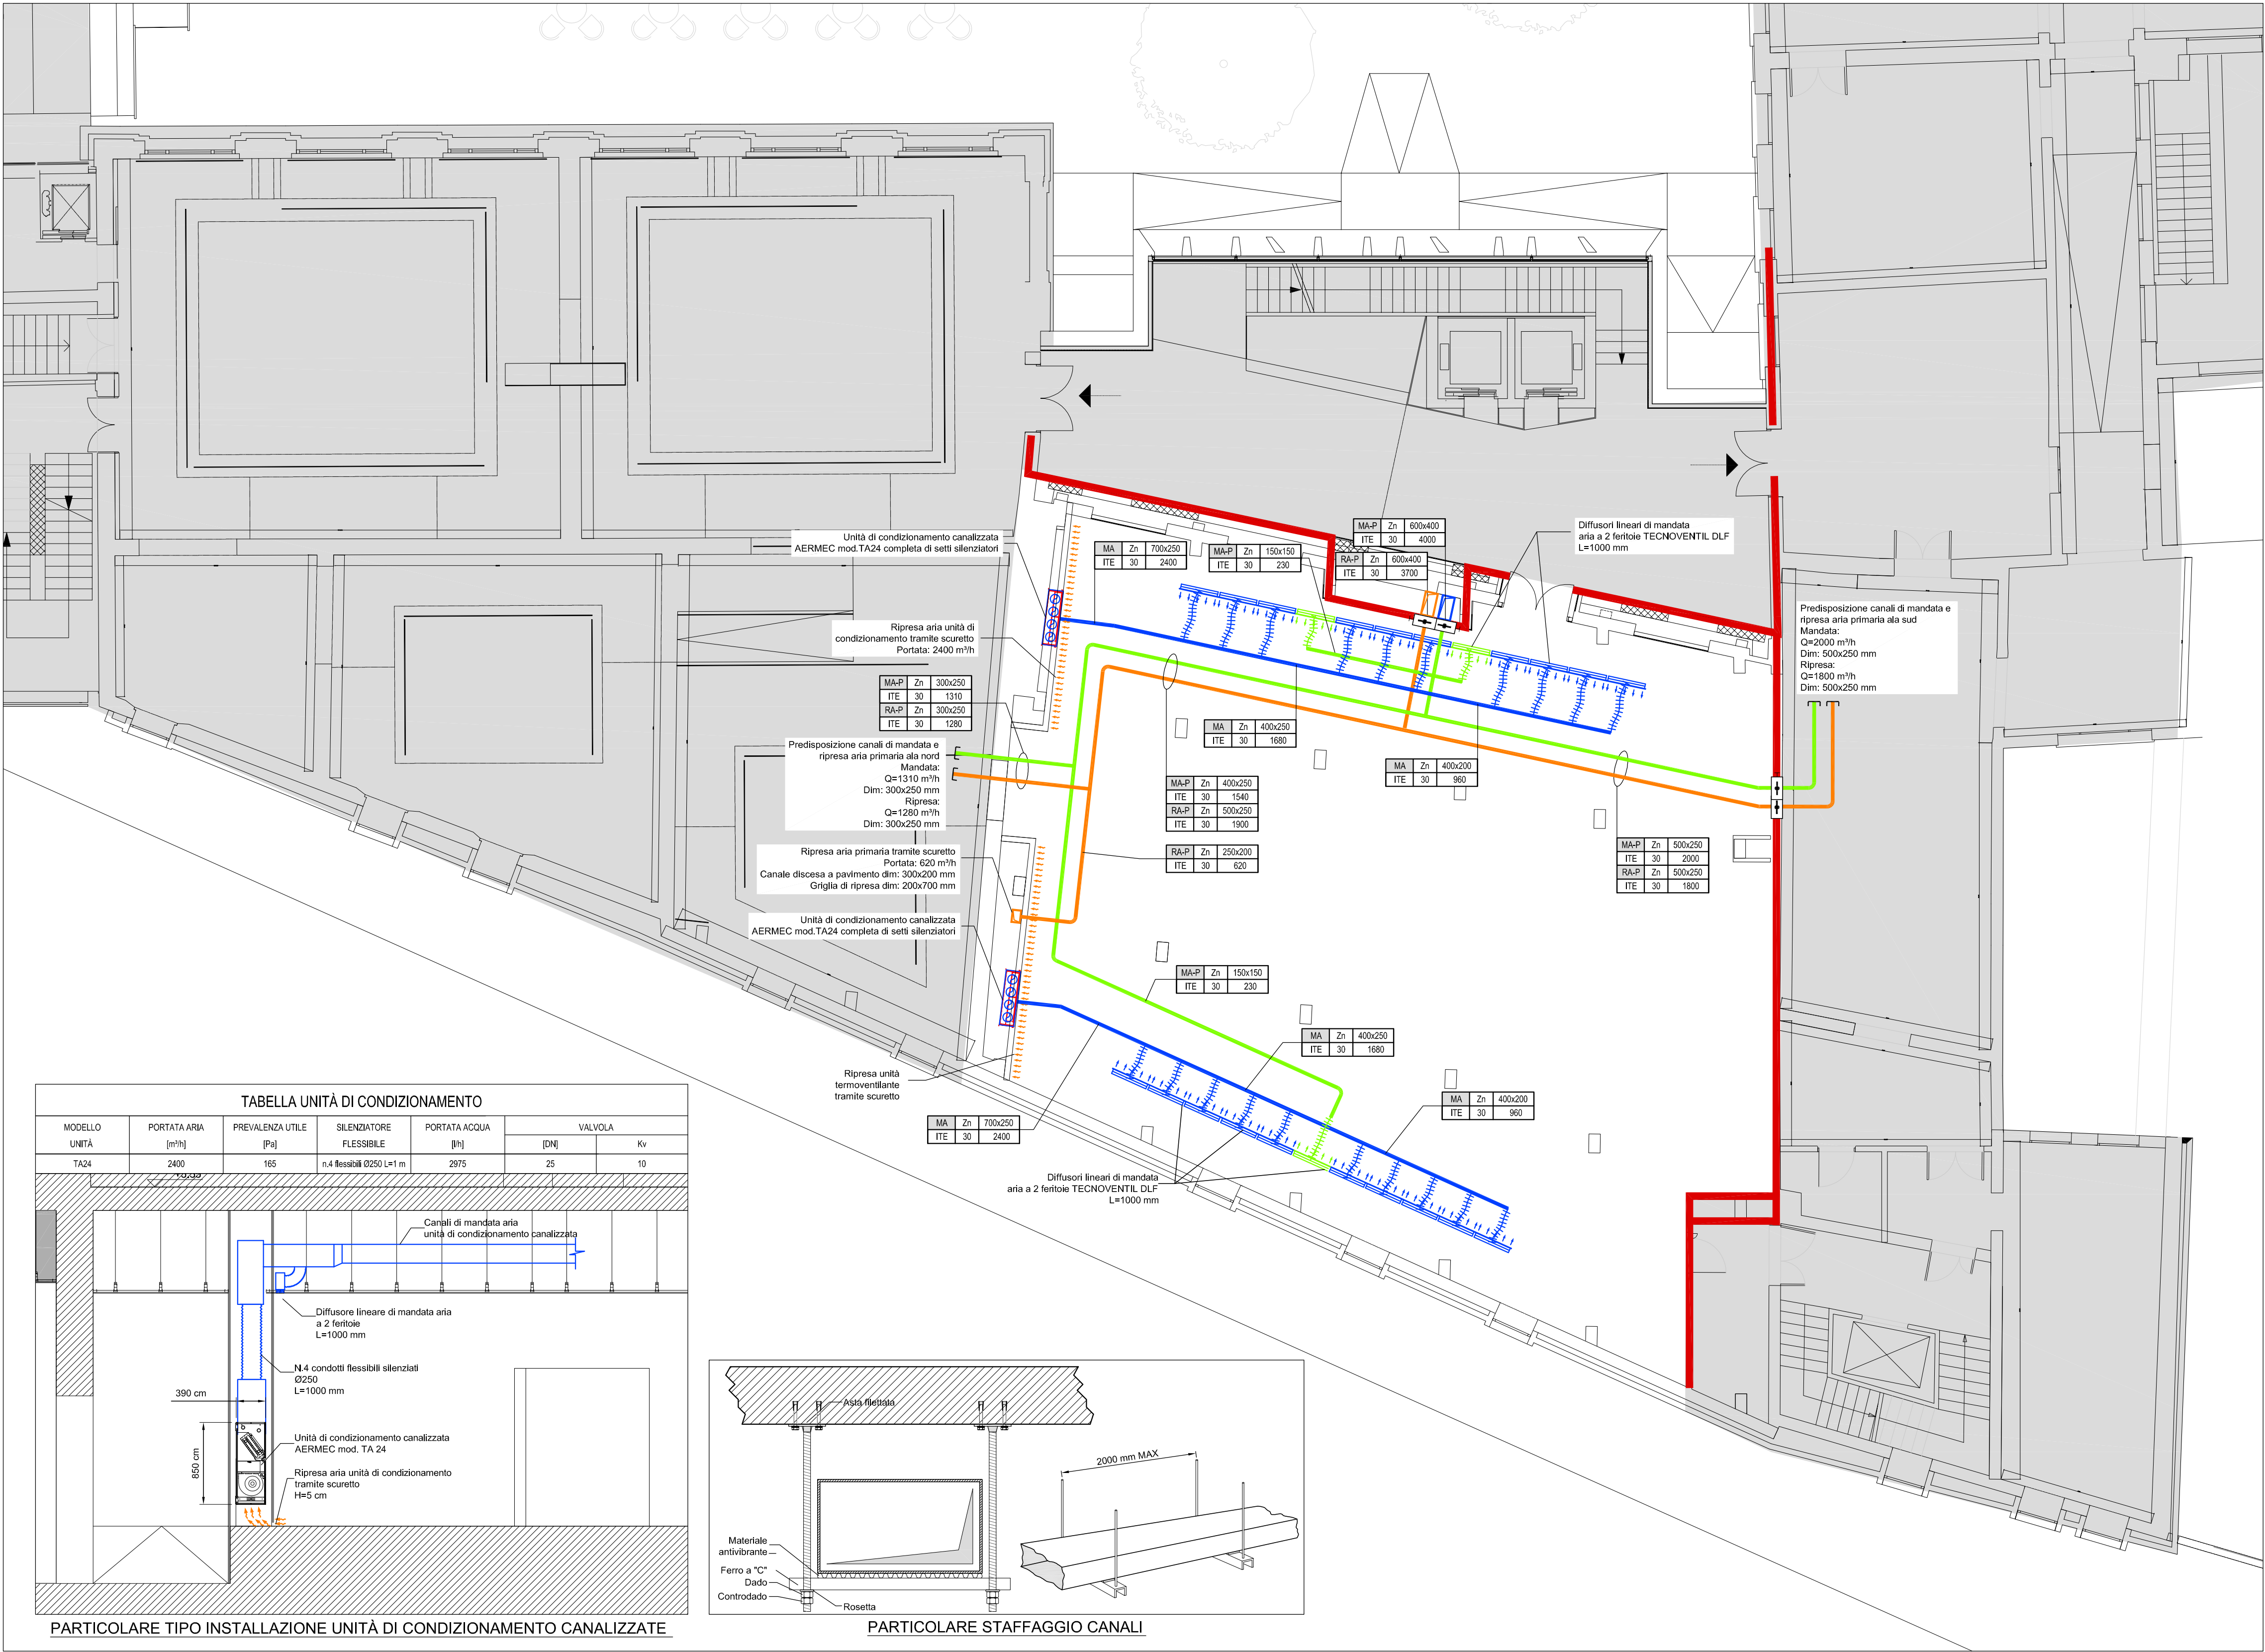 MA-P Zn 600x400
ITE 30 4000
RA-P Zn 600x400
ITE 30 3700
Diffusori lineari di mandata
aria a 2 feritoie TECNOVENTIL DLF
L=1000 mm
Unità di condizionamento canalizzata
AERMEC mod.TA24 completa di setti silenziatori
MA Zn 700x250
ITE 30 2400
MA-P Zn 150x150
ITE 30 230
Ripresa aria unità di
condizionamento tramite scuretto
Portata: 2400 m³/h
Predisposizione canali di mandata e
ripresa aria primaria ala sud
Mandata:
Q=2000 m³/h
Dim: 500x250 mm
Ripresa:
Q=1800 m³/h
Dim: 500x250 mm
MA-P Zn 300x250
ITE 30 1310
RA-P Zn 300x250
ITE 30 1280
MA Zn 400x250
ITE 30 1680
Predisposizione canali di mandata e
ripresa aria primaria ala nord
Mandata:
Q=1310 m³/h
Dim: 300x250 mm
Ripresa:
Q=1280 m³/h
Dim: 300x250 mm
MA Zn 400x200
ITE 30 960
MA-P Zn 400x250
ITE 30 1540
RA-P Zn 500x250
ITE 30 1900
RA-P Zn 250x200
ITE 30 620
MA-P Zn 500x250
ITE 30 2000
RA-P Zn 500x250
ITE 30 1800
Ripresa aria primaria tramite scuretto
Portata: 620 m³/h
Canale discesa a pavimento dim: 300x200 mm
Griglia di ripresa dim: 200x700 mm
Unità di condizionamento canalizzata
AERMEC mod.TA24 completa di setti silenziatori
MA-P Zn 150x150
ITE 30 230
MA Zn 400x250
ITE 30 1680
Ripresa unità
termoventilante
tramite scuretto
MA Zn 400x200
ITE 30 960
MA Zn 700x250
ITE 30 2400
Diffusori lineari di mandata
aria a 2 feritoie TECNOVENTIL DLF
L=1000 mm
TABELLA UNITÀ DI CONDIZIONAMENTO
MODELLO PORTATA ARIA PREVALENZA UTILE SILENZIATORE PORTATA ACQUA VALVOLA
UNITÀ [m³/h] [Pa] FLESSIBILE [l/h] [DN] Kv
TA24 2400 165 n.4 flessibili Ø250 L=1 m 2975 25 10
Canali di mandata aria
unità di condizionamento canalizzata
Diffusore lineare di mandata aria
a 2 feritoie
L=1000 mm
N.4 condotti flessibili silenziati
Ø250
L=1000 mm
390 cm
850 cm
Unità di condizionamento canalizzata
AERMEC mod. TA 24
Ripresa aria unità di condizionamento
tramite scuretto
H=5 cm
PARTICOLARE TIPO INSTALLAZIONE UNITÀ DI CONDIZIONAMENTO CANALIZZATE
Asta filettata
2000 mm MAX
Materiale
antivibrante
Ferro a "C"
Dado
Controdado
Rosetta
PARTICOLARE STAFFAGGIO CANALI